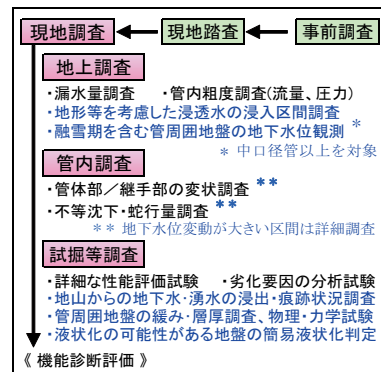 現地調査 現地踏査 事前調査
地上調査
・漏水量調査 ・管内粗度調査(流量、圧力)
・地形等を考慮した浸透水の浸入区間調査
・融雪期を含む管周囲地盤の地下水位観測 *
* 中口径管以上を対象
管内調査
・管体部/継手部の変状調査 **
・不等沈下・蛇行量調査 **
** 地下水位変動が大きい区間は詳細調査
試掘等調査
・詳細な性能評価試験 ・劣化要因の分析試験
・地山からの地下水・湧水の浸出・痕跡状況調査
・管周囲地盤の緩み・層厚調査、物理・力学試験
・液状化の可能性がある地盤の簡易液状化判定
《 機能診断評価 》